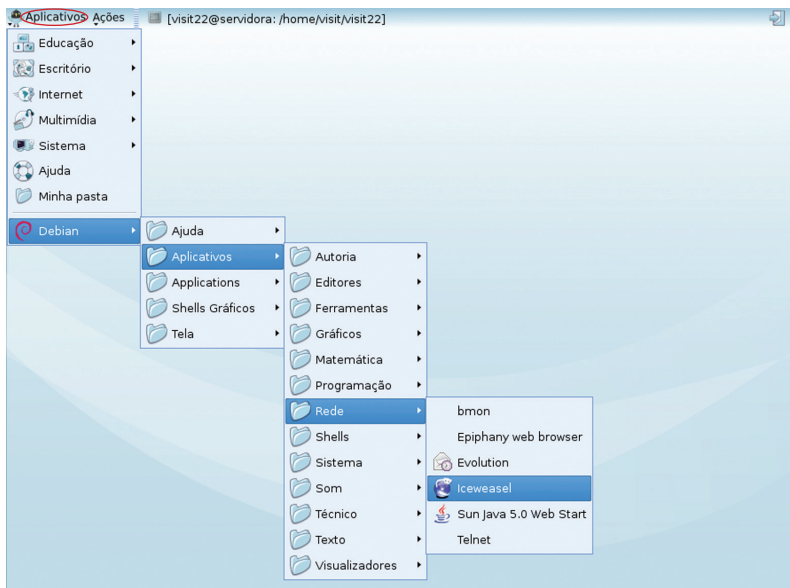 Aplicativos Ações [visit22@servidora: /home/visit/visit22]
Educação
Escritório
Internet
Multimídia
Sistema
Ajuda
Minha pasta
Debian
Ajuda
Aplicativos
Applications
Shells Gráficos
Tela
Autoria
Editores
Ferramentas
Gráficos
Matemática
Programação
Rede
Shells
Sistema
Som
Técnico
Texto
Visualizadores
bmon
Epiphany web browser
Evolution
Iceweasel
Sun Java 5.0 Web Start
Telnet